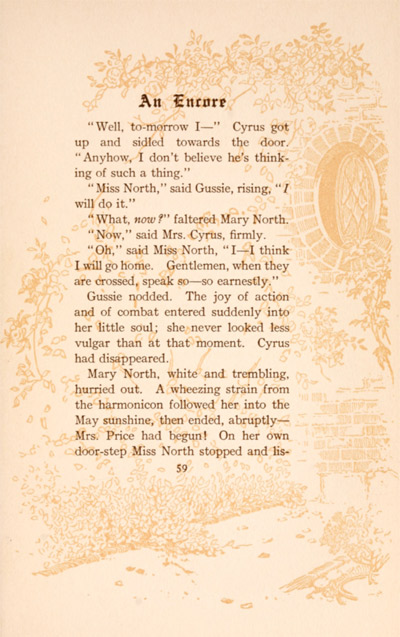 An Encore
"Well, to-morrow I—" Cyrus got
up and sidled towards the door.
"Anyhow, I don't believe he's think-
ing of such a thing."
"Miss North," said Gussie, rising, "I
will do it."
"What, now?" faltered Mary North.
"Now," said Mrs. Cyrus, firmly.
"Oh," said Miss North, "I—I think
I will go home. Gentlemen, when they
are crossed, speak so—so earnestly."
Gussie nodded. The joy of action
and of combat entered suddenly into
her little soul; she never looked less
vulgar than at that moment. Cyrus
had disappeared.
Mary North, white and trembling,
hurried out. A wheezing strain from
the harmonicon followed her into the
May sunshine, then ended, abruptly—
Mrs. Price had begun! On her own
door-step Miss North stopped and lis-
59